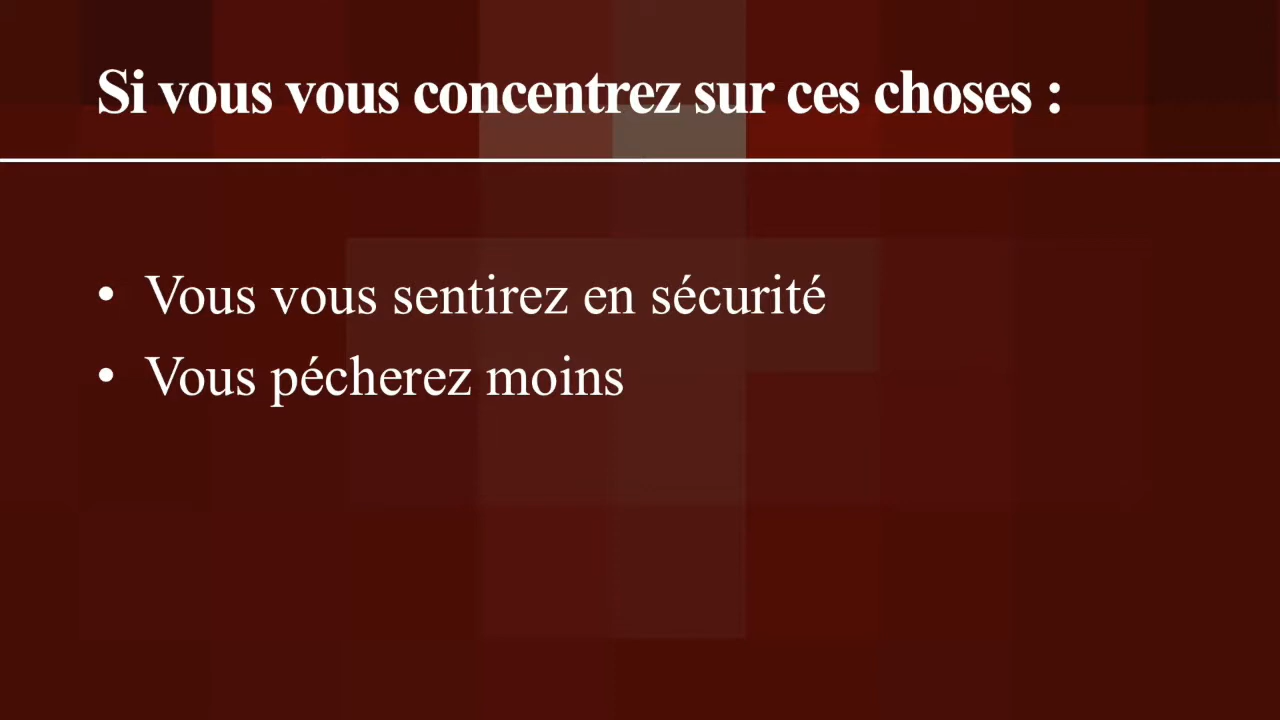 Si vous vous concentrez sur ces choses :
• Vous vous sentirez en sécurité
• Vous pécherez moins